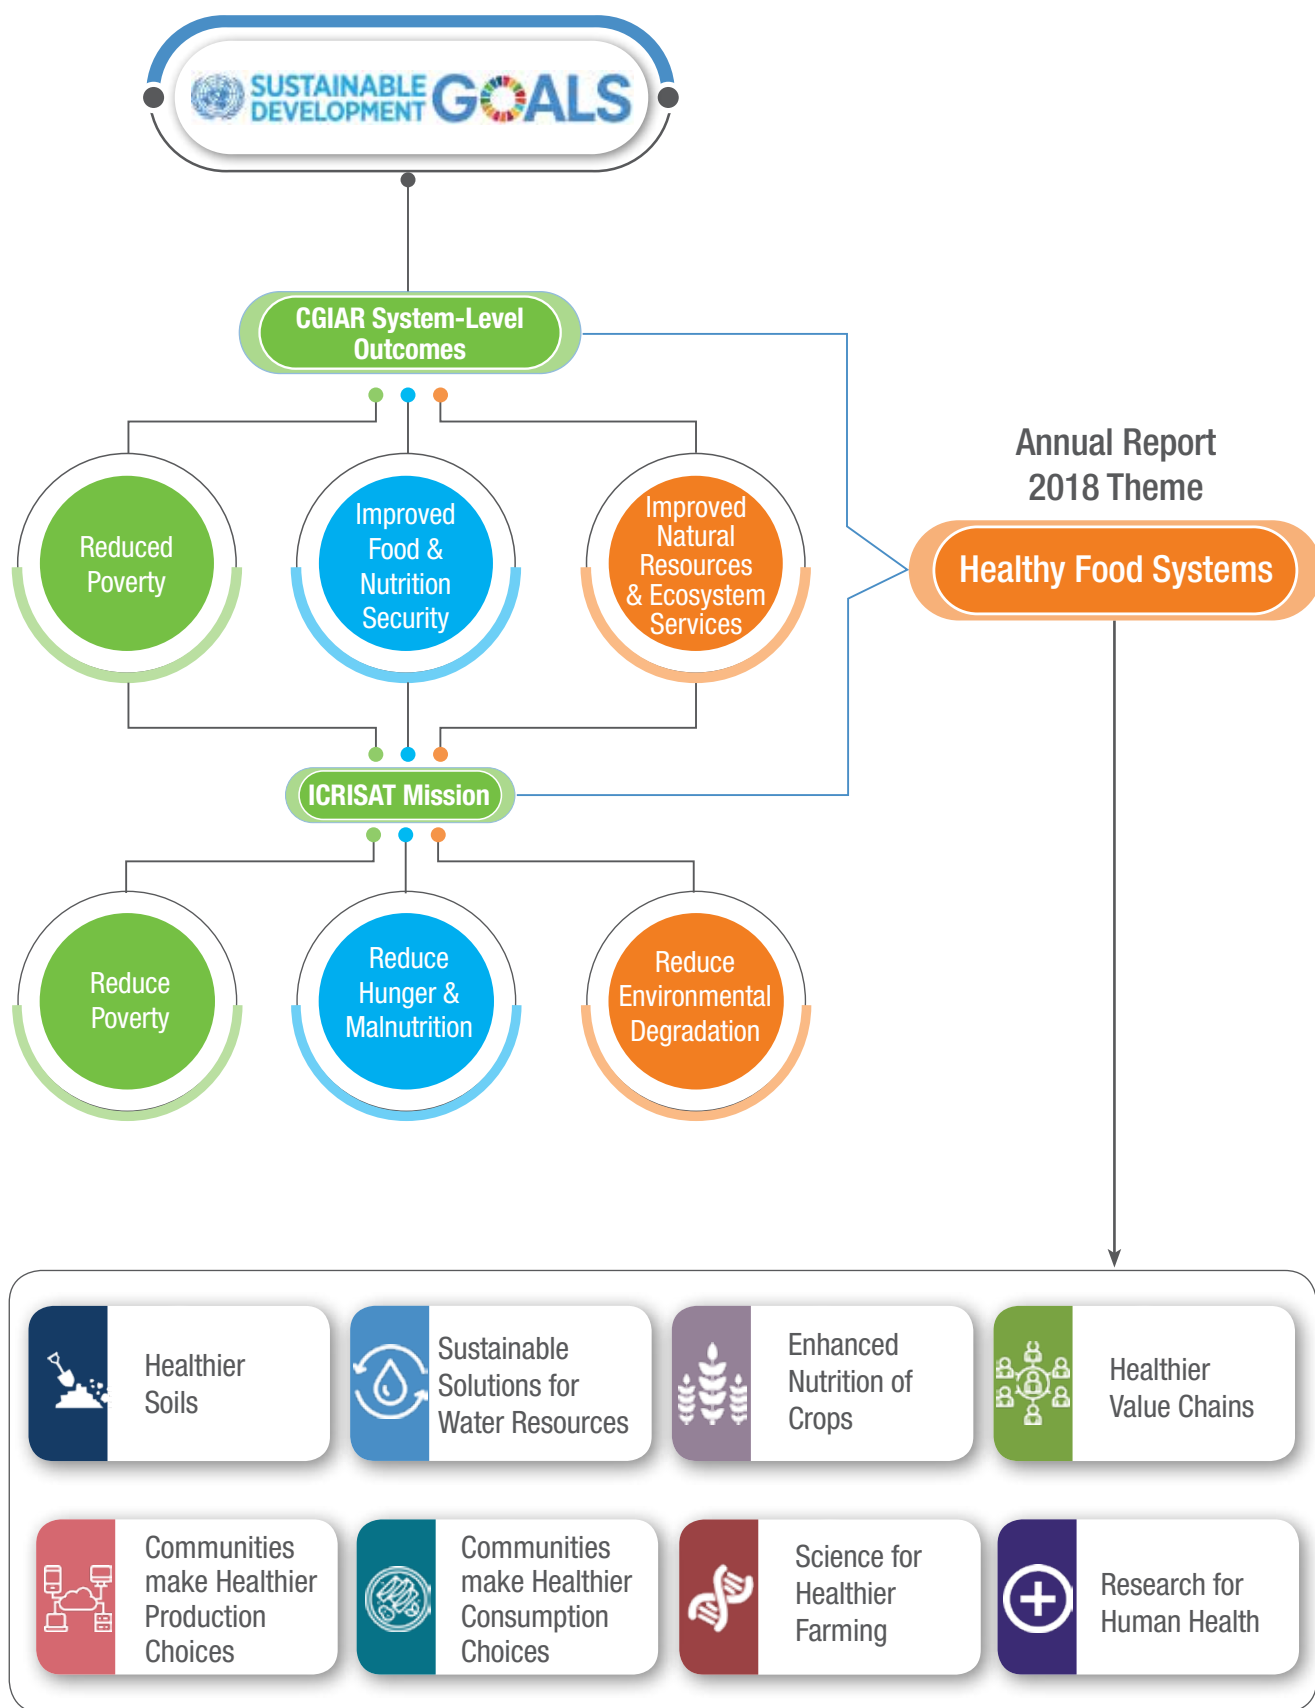 SUSTAINABLE
DEVELOPMENT
GOALS
CGIAR System-Level
Outcomes
Reduced
Poverty
Improved
Food &
Nutrition
Security
Improved
Natural
Resources
& Ecosystem
Services
Annual Report
2018 Theme
Healthy Food Systems
ICRISAT Mission
Reduce
Poverty
Reduce
Hunger &
Malnutrition
Reduce
Environmental
Degradation
Healthier
Soils
Sustainable
Solutions for
Water Resources
Enhanced
Nutrition of
Crops
Healthier
Value Chains
Communities
make Healthier
Production
Choices
Communities
make Healthier
Consumption
Choices
Science for
Healthier
Farming
Research for
Human Health